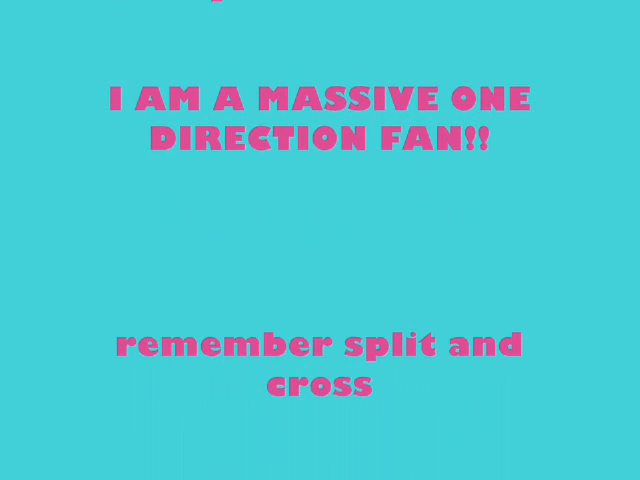 I AM A MASSIVE ONE
DIRECTION FAN!!
remember split and
cross